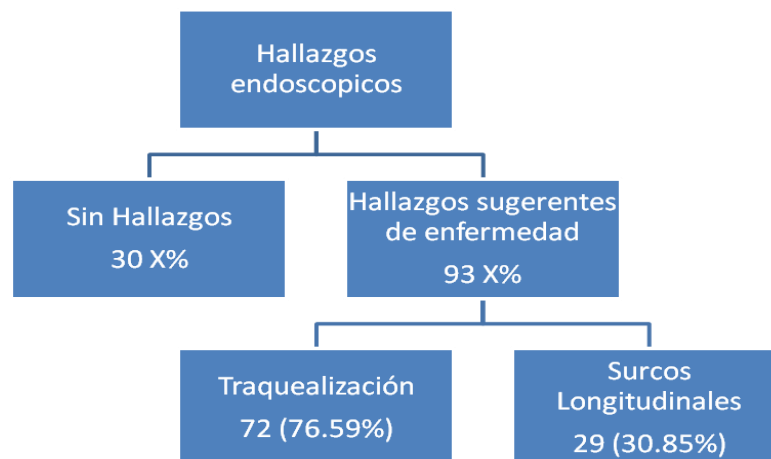 Hallazgos
endoscopicos
Sin Hallazgos
30 X%
Hallazgos sugerentes
de enfermedad
93 X%
Traquealización
72 (76.59%)
Surcos
Longitudinales
29 (30.85%)